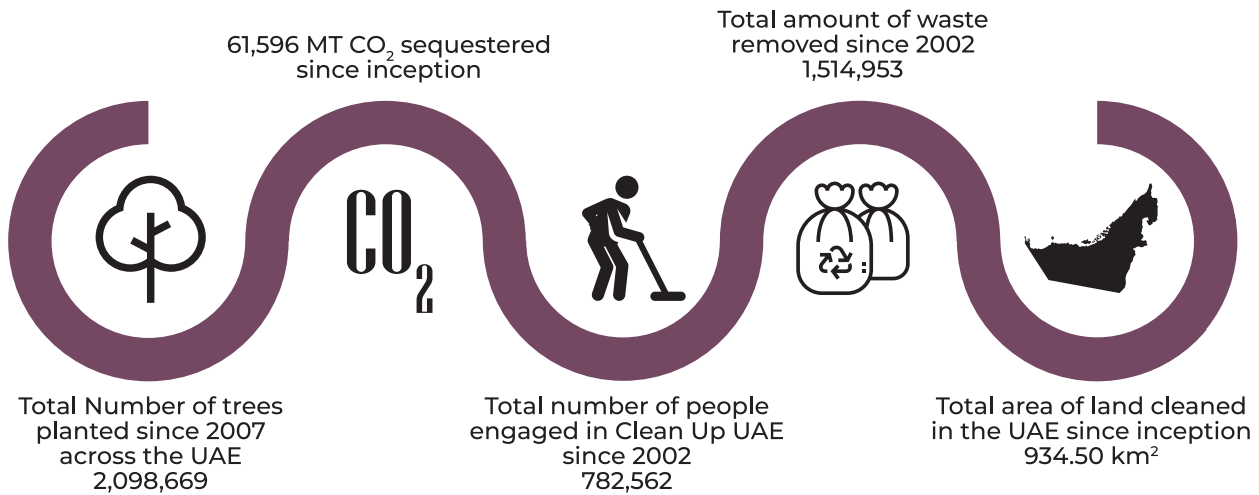 61,596 MT CO₂ sequestered
since inception
Total amount of waste
removed since 2002
1,514,953
CO₂
Total Number of trees
planted since 2007
across the UAE
2,098,669
Total number of people
engaged in Clean Up UAE
since 2002
782,562
Total area of land cleaned
in the UAE since inception
934.50 km²